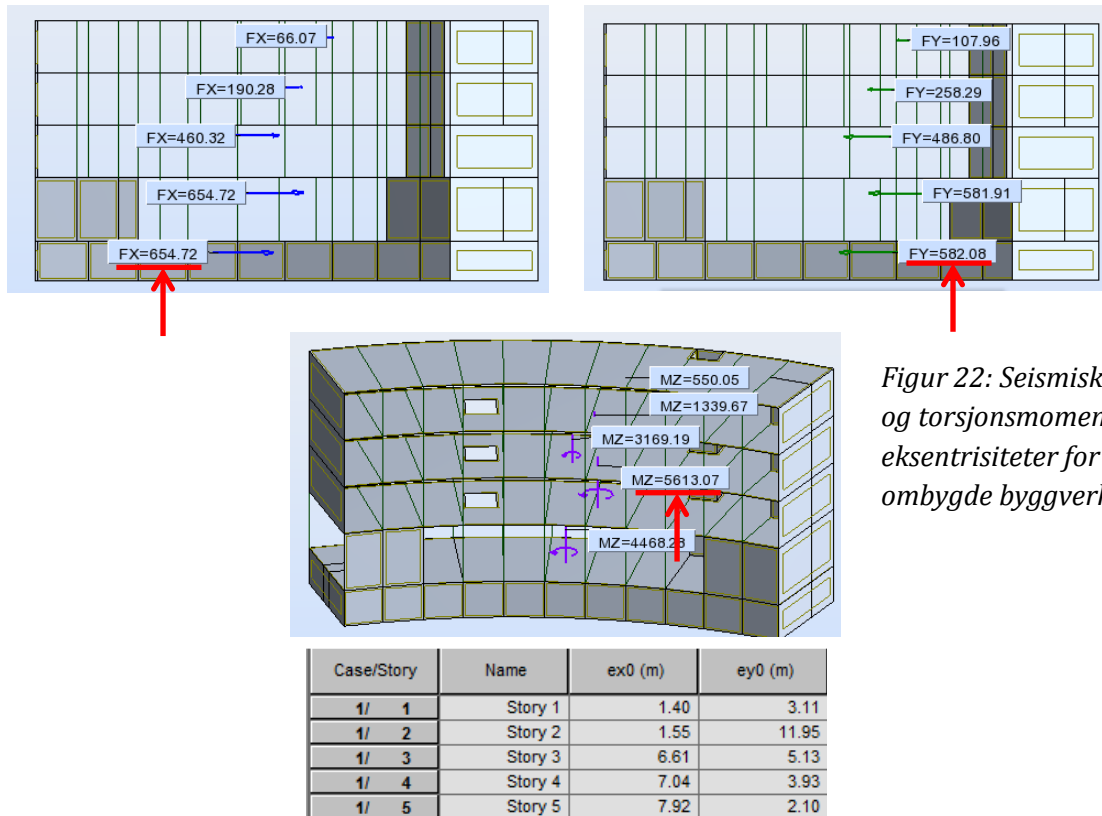 FX=66.07
FX=190.28
FX=460.32
FX=654.72
FX=654.72
FY=107.96
FY=258.29
FY=486.80
FY=581.91
FY=582.08
MZ=550.05
MZ=1339.67
MZ=3169.19
MZ=5613.07
MZ=4468.23
Figur 22: Seismisk
og torsjonsmomen
eksentrisiteter for
ombygde byggverk
Case/Story Name ex0 (m) ey0 (m)
1/ 1 Story 1 1.40 3.11
1/ 2 Story 2 1.55 11.95
1/ 3 Story 3 6.61 5.13
1/ 4 Story 4 7.04 3.93
1/ 5 Story 5 7.92 2.10